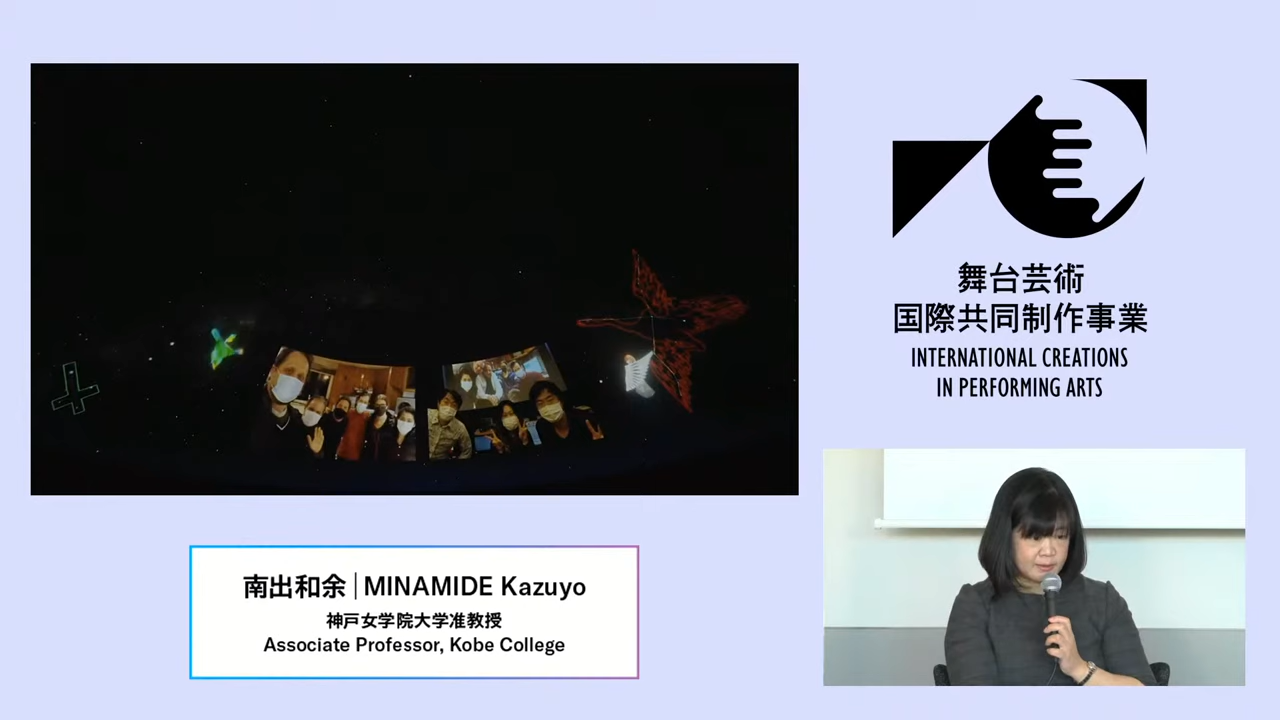 舞台芸術
国際共同制作事業
INTERNATIONAL CREATIONS
IN PERFORMING ARTS
南出和余|MINAMIDE Kazuyo
神戸女学院大学准教授
Associate Professor, Kobe College